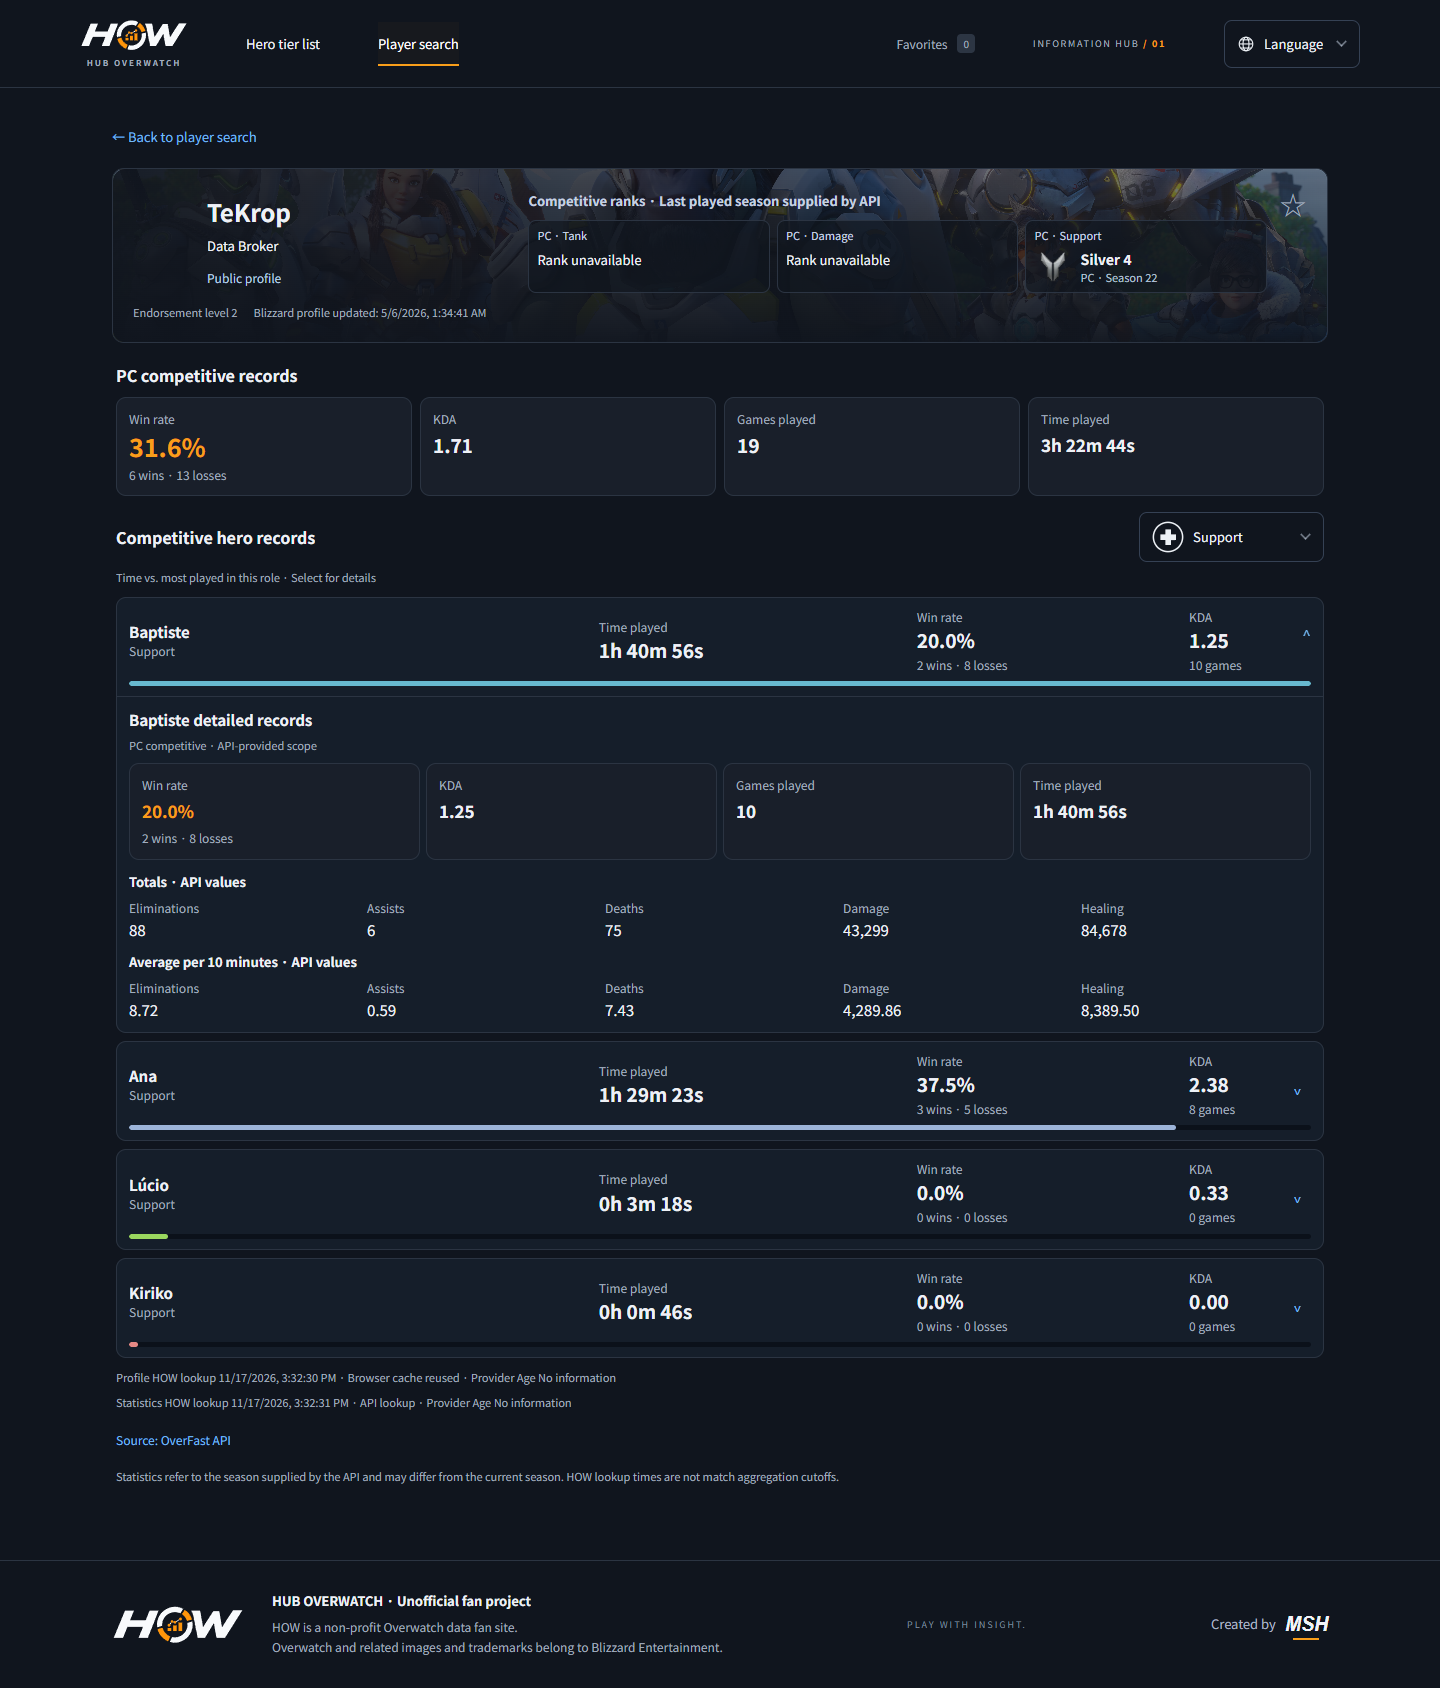 HOW
HUB OVERWATCH
Hero tier list
Player search
Favorites 0
INFORMATION HUB / 01
Language
← Back to player search
TeKrop
Data Broker
Public profile
Endorsement level 2
Blizzard profile updated: 5/6/2026, 1:34:41 AM
Competitive ranks · Last played season supplied by API
PC · Tank
Rank unavailable
PC · Damage
Rank unavailable
PC · Support
Silver 4
PC · Season 22
PC competitive records
Win rate
31.6%
6 wins · 13 losses
KDA
1.71
Games played
19
Time played
3h 22m 44s
Competitive hero records
Support
Time vs. most played in this role · Select for details
Baptiste
Support
Time played
1h 40m 56s
Win rate
20.0%
2 wins · 8 losses
KDA
1.25
10 games
Baptiste detailed records
PC competitive · API-provided scope
Win rate
20.0%
2 wins · 8 losses
KDA
1.25
Games played
10
Time played
1h 40m 56s
Totals · API values
Eliminations
88
Assists
6
Deaths
75
Damage
43,299
Healing
84,678
Average per 10 minutes · API values
Eliminations
8.72
Assists
0.59
Deaths
7.43
Damage
4,289.86
Healing
8,389.50
Ana
Support
Time played
1h 29m 23s
Win rate
37.5%
3 wins · 5 losses
KDA
2.38
8 games
Lúcio
Support
Time played
0h 3m 18s
Win rate
0.0%
0 wins · 0 losses
KDA
0.33
0 games
Kiriko
Support
Time played
0h 0m 46s
Win rate
0.0%
0 wins · 0 losses
KDA
0.00
0 games
Profile HOW lookup 11/17/2026, 3:32:30 PM · Browser cache reused · Provider Age No information
Statistics HOW lookup 11/17/2026, 3:32:31 PM · API lookup · Provider Age No information
Source: OverFast API
Statistics refer to the season supplied by the API and may differ from the current season. HOW lookup times are not match aggregation cutoffs.
HOW
HUB OVERWATCH · Unofficial fan project
HOW is a non-profit Overwatch data fan site.
Overwatch and related images and trademarks belong to Blizzard Entertainment.
PLAY WITH INSIGHT.
Created by MSH